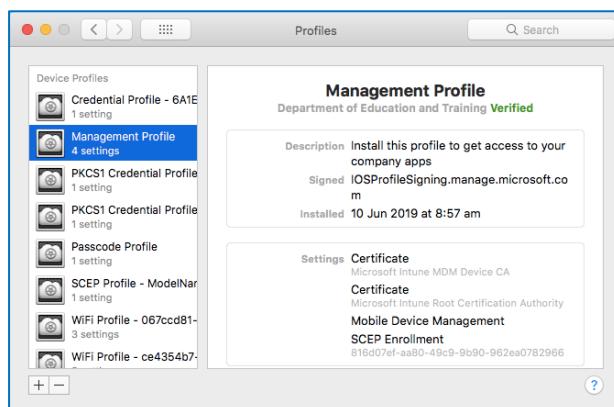 Profiles
Search
Device Profiles
Credential Profile - 6A1E
1 setting
Management Profile
4 settings
PKCS1 Credential Profile
1 setting
PKCS1 Credential Profile
1 setting
Passcode Profile
1 setting
SCEP Profile - ModelNar
1 setting
WiFi Profile - 067ccd81-
3 settings
WiFi Profile - ce4354b7-
Management Profile
Department of Education and Training Verified
Description Install this profile to get access to your
company apps
Signed IOSProfileSigning.manage.microsoft.co
m
Installed 10 Jun 2019 at 8:57 am
Settings Certificate
Microsoft Intune MDM Device CA
Certificate
Microsoft Intune Root Certification Authority
Mobile Device Management
SCEP Enrollment
816d07ef-aa80-49c9-9b90-962ea0782966
+ −
?